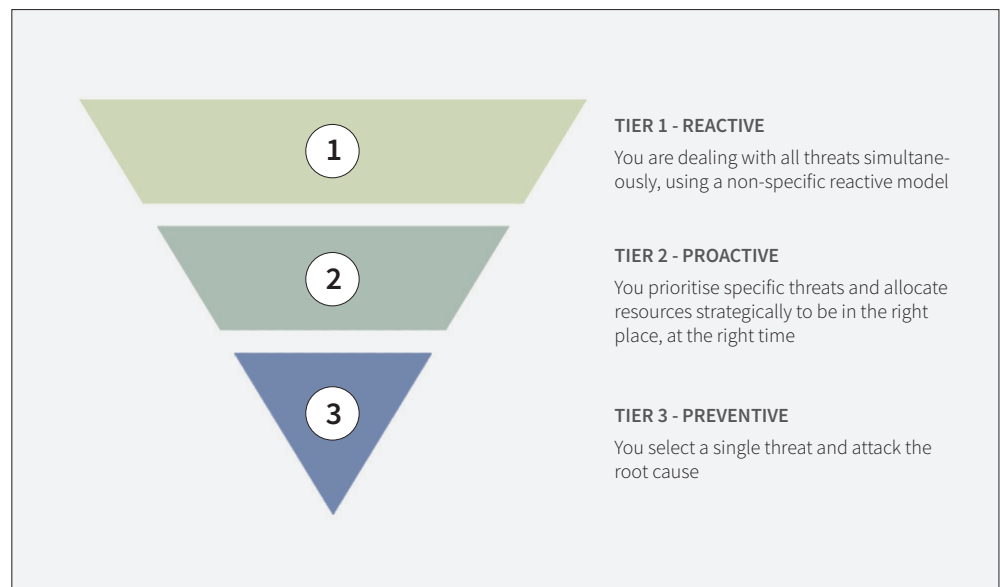 1
TIER 1 - REACTIVE
You are dealing with all threats simultane-
ously, using a non-specific reactive model
2
TIER 2 - PROACTIVE
You prioritise specific threats and allocate
resources strategically to be in the right
place, at the right time
3
TIER 3 - PREVENTIVE
You select a single threat and attack the
root cause